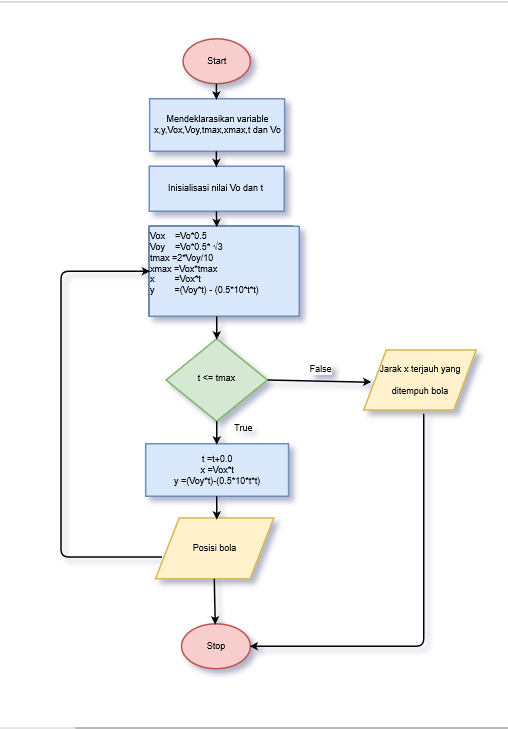 Start
Mendeklarasikan variable
x,y,Vox,Voy,tmax,xmax,t dan Vo
Inisialisasi nilai Vo dan t
Vox =Vo*0.5
Voy =Vo*0.5* √3
tmax =2*Voy/10
xmax =Vox*tmax
x =Vox*t
y =(Voy*t) - (0.5*10*t*t)
t <= tmax
False
Jarak x terjauh yang
ditempuh bola
True
t =t+0.0
x =Vox*t
y =(Voy*t)-(0.5*10*t*t)
Posisi bola
Stop